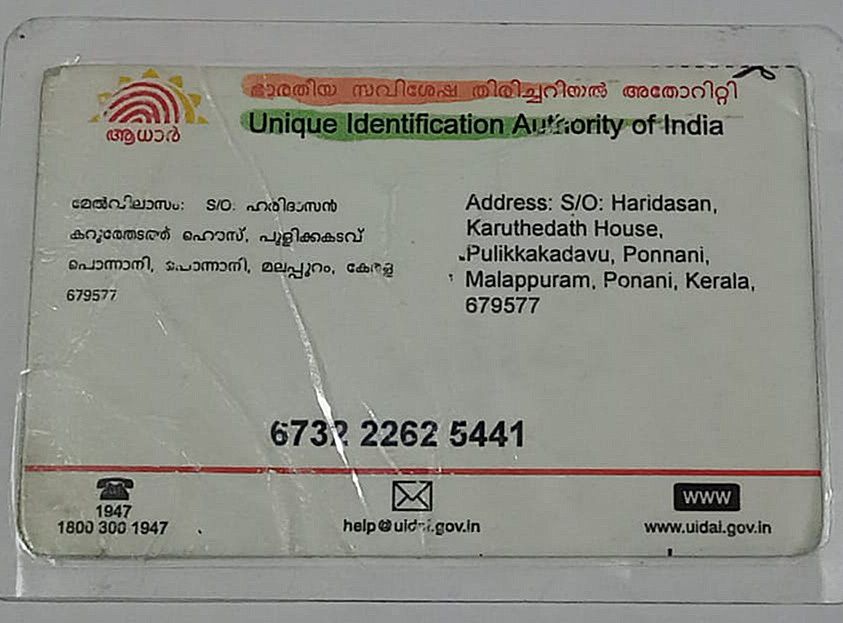 ഭാരതീയ സവിശേഷ തിരിച്ചറിയൽ അതോറിറ്റി
Unique Identification Authority of India
ആധാർ
മേൽവിലാസം: S/O: ഹരിദാസൻ
ഹൌസ്, പുളിക്കകടവ്
പൊന്നാനി, പൊന്നാനി, മലപ്പുറം, കേരള
679577
Address: S/O: Haridasan,
Karuthedath House,
Pulikkakadavu, Ponnani,
Malappuram, Ponani, Kerala,
679577
6732 2262 5441
1947
1800 300 1947
help@uidai.gov.in
www
www.uidai.gov.in